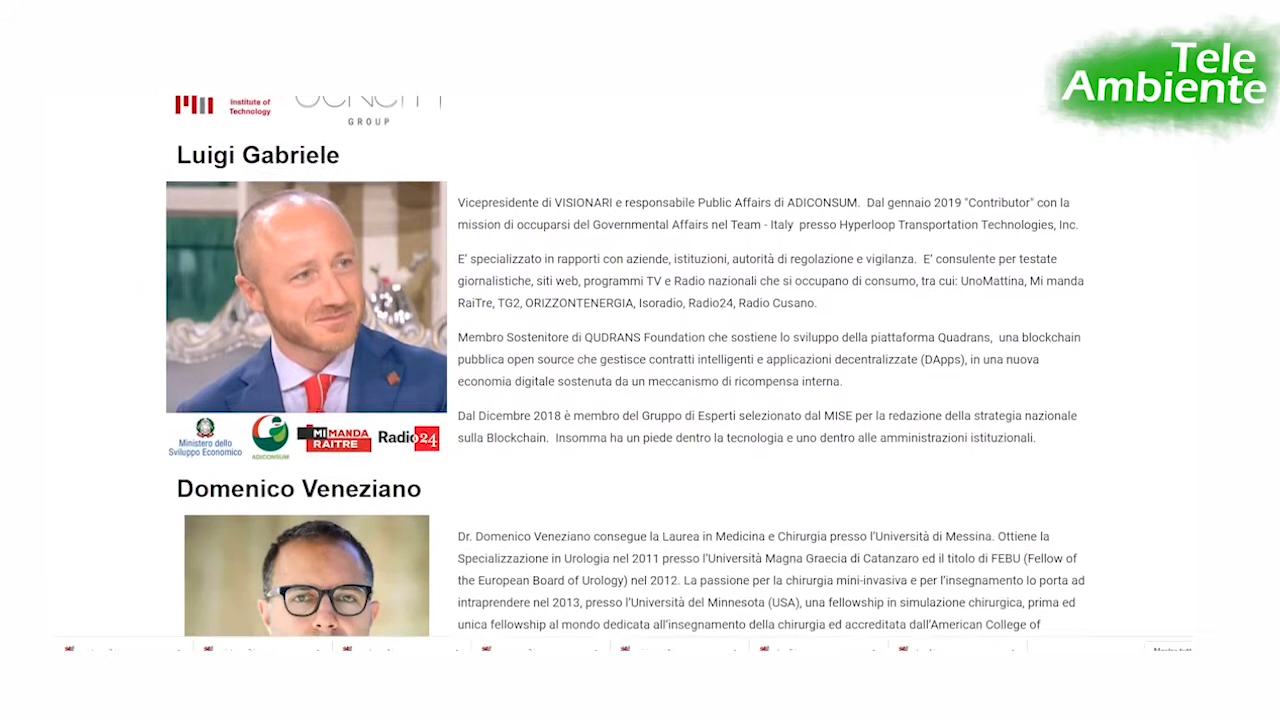 Tele
Ambiente
Institute of
Technology
GROUP
Luigi Gabriele
Vicepresidente di VISIONARI e responsabile Public Affairs di ADICONSUM. Dal gennaio 2019 "Contributor" con la
mission di occuparsi del Governmental Affairs nel Team - Italy presso Hyperloop Transportation Technologies, Inc.
E' specializzato in rapporti con aziende, istituzioni, autorità di regolazione e vigilanza. E' consulente per testate
giornalistiche, siti web, programmi TV e Radio nazionali che si occupano di consumo, tra cui: UnoMattina, Mi manda
RaiTre, TG2, ORIZZONTENERGIA, Isoradio, Radio24, Radio Cusano.
Membro Sostenitore di QUDRANS Foundation che sostiene lo sviluppo della piattaforma Quadrans, una blockchain
pubblica open source che gestisce contratti intelligenti e applicazioni decentralizzate (DApps), in una nuova
economia digitale sostenuta da un meccanismo di ricompensa interna.
Dal Dicembre 2018 è membro del Gruppo di Esperti selezionato dal MISE per la redazione della strategia nazionale
sulla Blockchain. Insomma ha un piede dentro la tecnologia e uno dentro alle amministrazioni istituzionali.
Ministero dello
Sviluppo Economico
ADICONSUM
MI MANDA
RAITRE
Radio24
Domenico Veneziano
Dr. Domenico Veneziano consegue la Laurea in Medicina e Chirurgia presso l'Università di Messina. Ottiene la
Specializzazione in Urologia nel 2011 presso l'Università Magna Graecia di Catanzaro ed il titolo di FEBU (Fellow of
the European Board of Urology) nel 2012. La passione per la chirurgia mini-invasiva e per l'insegnamento lo porta ad
intraprendere nel 2013, presso l'Università del Minnesota (USA), una fellowship in simulazione chirurgica, prima ed
unica fellowship al mondo dedicata all'insegnamento della chirurgia ed accreditata dall'American College of